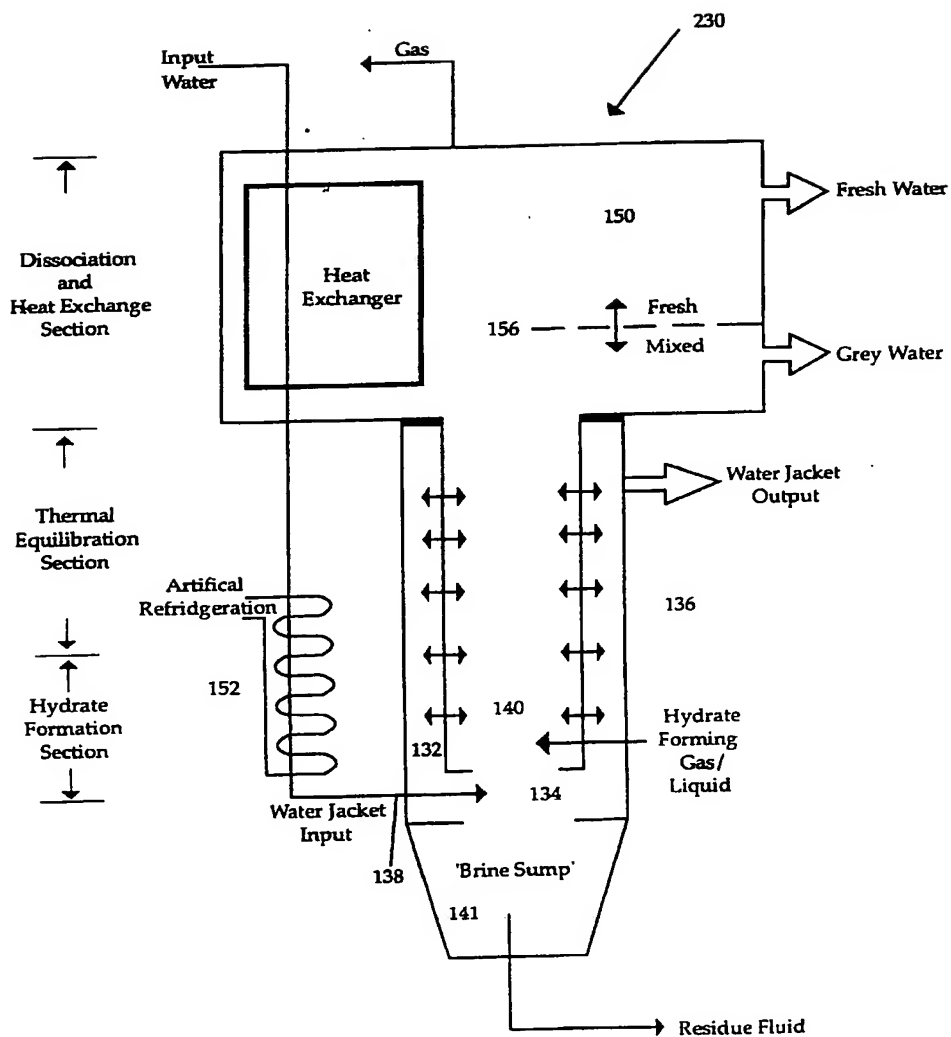 230
Gas
Input
Water
Fresh Water
150
Dissociation
and
Heat Exchange
Section
Heat
Exchanger
156
Fresh
Mixed
Grey Water
Water Jacket
Output
Thermal
Equilibration
Section
Artifical
Refridgeration
136
152
Hydrate
Formation
Section
140
132
Hydrate
Forming
Gas/
Liquid
134
Water Jacket
Input
138
'Brine Sump'
141
Residue Fluid